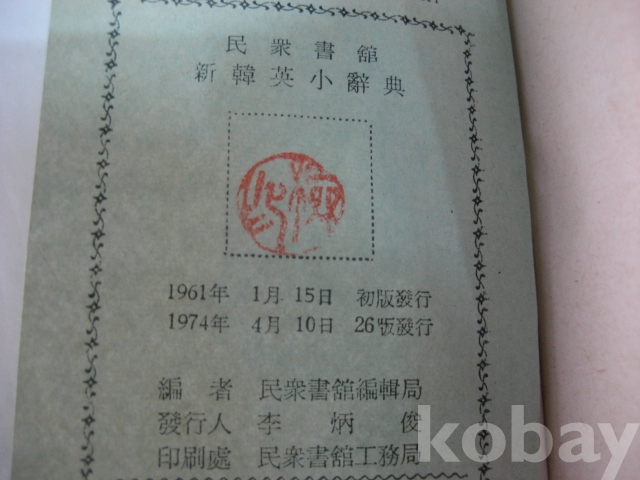 民衆書舘
新韓英小辭典
1961年 1月 15日 初版發行
1974年 4月 10日 26版發行
編者 民衆書舘編輯局
發行人 李炳俊
印刷處 民衆書舘工務局
kobay